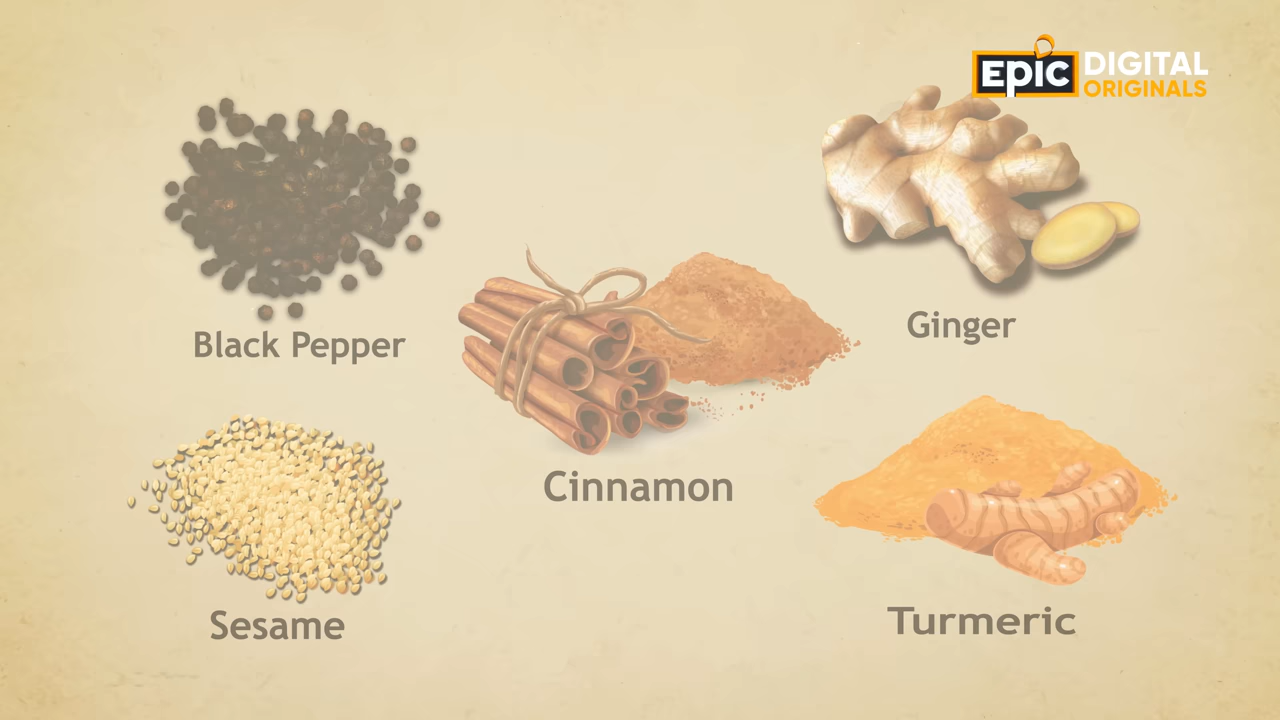 EPIC DIGITAL
ORIGINALS
Black Pepper
Ginger
Cinnamon
Sesame
Turmeric